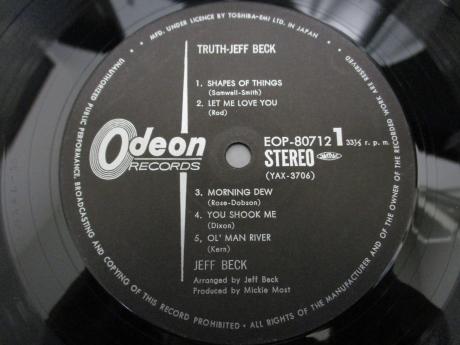 MFD. UNDER LICENCE BY TOSHIBA-EMI LTD. IN JAPAN
UNAUTHORIZED PUBLIC PERFORMANCE, BROADCASTING AND COPYING OF THIS RECORD PROHIBITED • ALL RIGHTS OF THE MANUFACTURER AND OF THE OWNER OF THE RECORDED WORK ARE RESERVED
TRUTH-JEFF BECK
1. SHAPES OF THINGS
(Samwell-Smith)
2. LET ME LOVE YOU
(Rod)
Odeon
RECORDS
EOP-80712 1 33⅓ r. p. m.
STEREO
(YAX-3706)
3. MORNING DEW
(Rose-Dobson)
4. YOU SHOOK ME
(Dixon)
5, OL' MAN RIVER
(Kern)
JEFF BECK
Arranged by Jeff Beck
Produced by Mickie Most